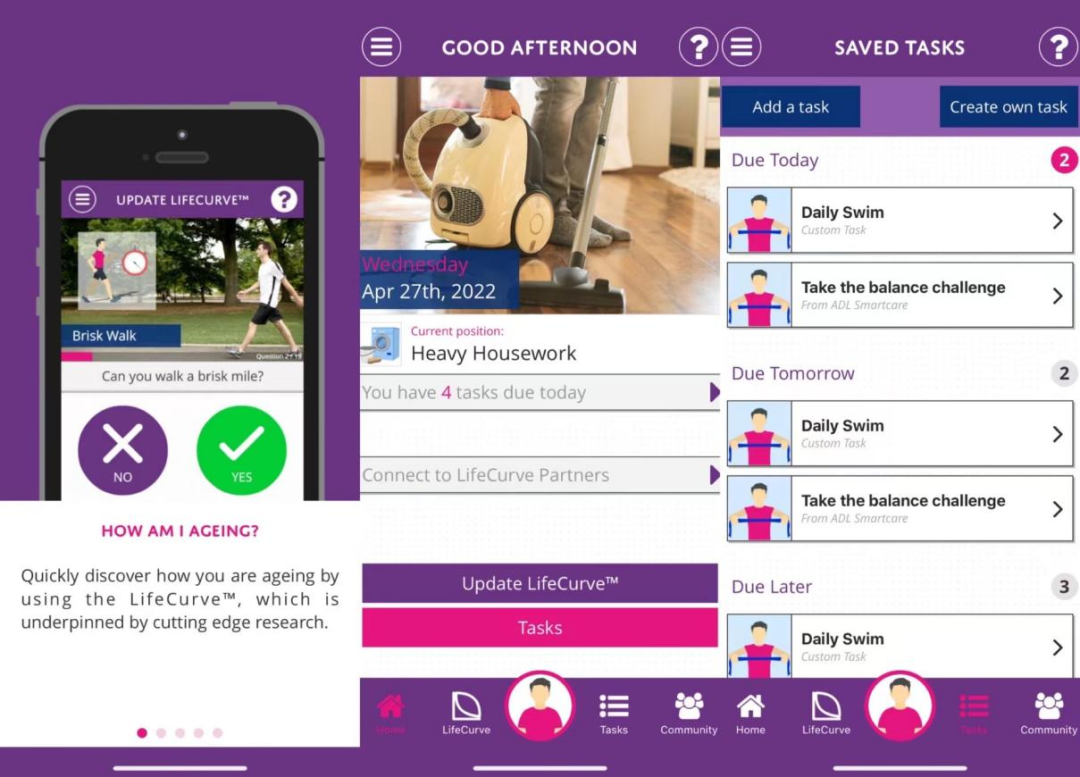 UPDATE LIFECURVE™
?
Brisk Walk
Can you walk a brisk mile?
NO
YES
HOW AM I AGEING?
Quickly discover how you are ageing by
using the LifeCurve™, which is
underpinned by cutting edge research.
GOOD AFTERNOON
?
Wednesday
Apr 27th, 2022
Current position:
Heavy Housework
You have 4 tasks due today
Connect to LifeCurve Partners
Update LifeCurve™
Tasks
Home
LifeCurve
Tasks
Community
SAVED TASKS
?
Add a task
Create own task
Due Today
2
Daily Swim
Custom Task
Take the balance challenge
From ADL Smartcare
Due Tomorrow
2
Daily Swim
Custom Task
Take the balance challenge
From ADL Smartcare
Due Later
3
Daily Swim
Custom Task
Home
LifeCurve
Tasks
Community